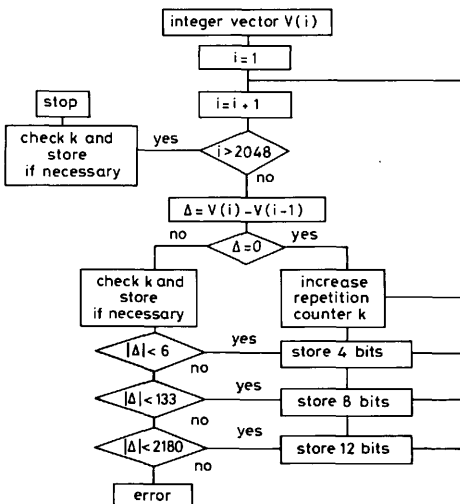 integer vector V(i)
i=1
i=i+1
stop
check k and
store
if necessary
yes
i>2048
no
Δ=V(i)-V(i-1)
no
Δ=0
yes
check k and
store
if necessary
increase
repetition
counter k
|Δ|<6
yes
store 4 bits
no
|Δ|<133
yes
store 8 bits
no
|Δ|<2180
yes
store 12 bits
no
error